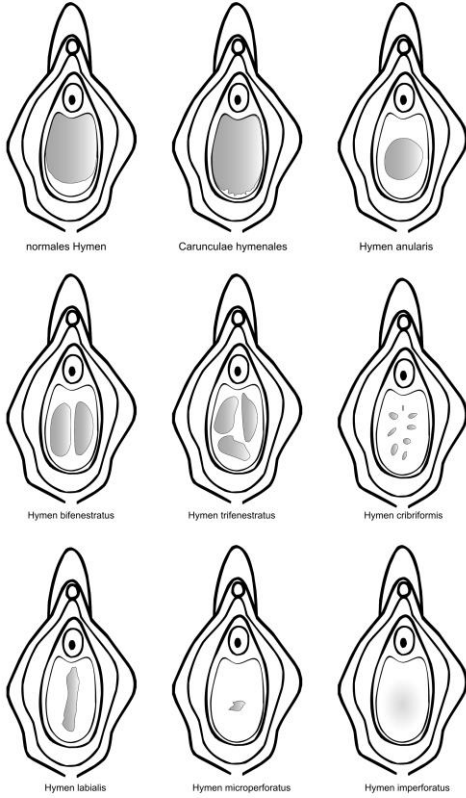 normales Hymen
Carunculae hymenales
Hymen anularis
Hymen bifenestratus
Hymen trifenestratus
Hymen cribriformis
Hymen labialis
Hymen microperforatus
Hymen imperforatus